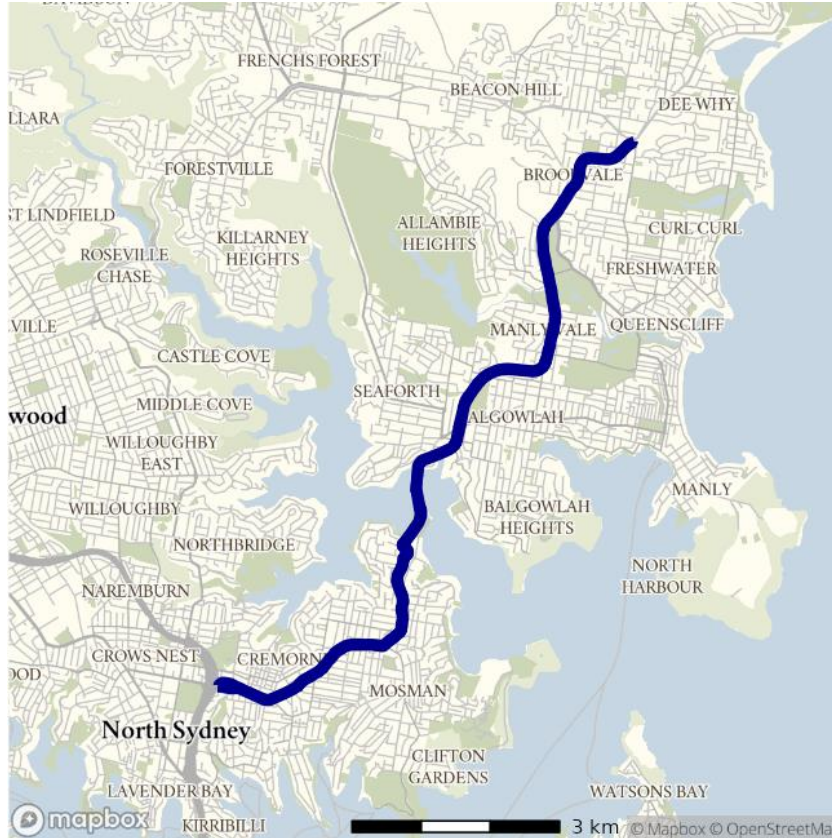 FRENCHS FOREST
BEACON HILL
DEE WHY
LLARA
FORESTVILLE
BROOKVALE
ST LINDFIELD
ALLAMBIE
HEIGHTS
CURL CURL
KILLARNEY
HEIGHTS
ROSEVILLE
CHASE
FRESHWATER
VILLE
MANLY VALE
QUEENSCLIFF
CASTLE COVE
SEAFORTH
MIDDLE COVE
wood
ALGOWLAH
WILLOUGHBY
EAST
MANLY
WILLOUGHBY
BALGOWLAH
HEIGHTS
NORTHBRIDGE
NORTH
HARBOUR
NAREMBURN
CROWS NEST
CREMORN
MOSMAN
OOD
North Sydney
CLIFTON
GARDENS
LAVENDER BAY
WATSONS BAY
KIRRIBILLI
mapbox
3 km
© Mapbox © OpenStreetMa